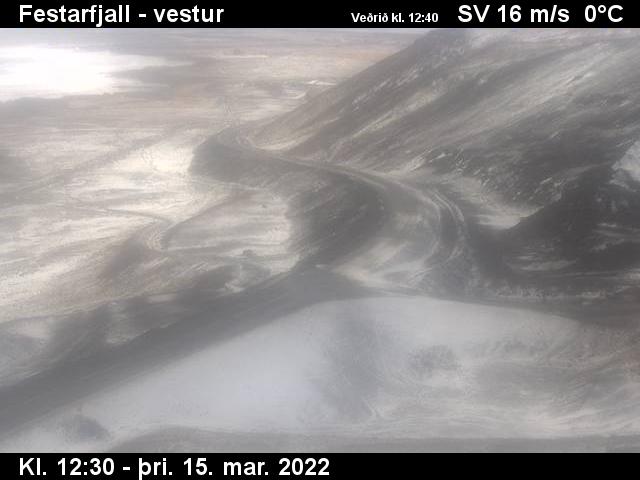 Festarfjall - vestur Veðrið kl. 12:40 SV 16 m/s 0°C
Kl. 12:30 - þri. 15. mar. 2022